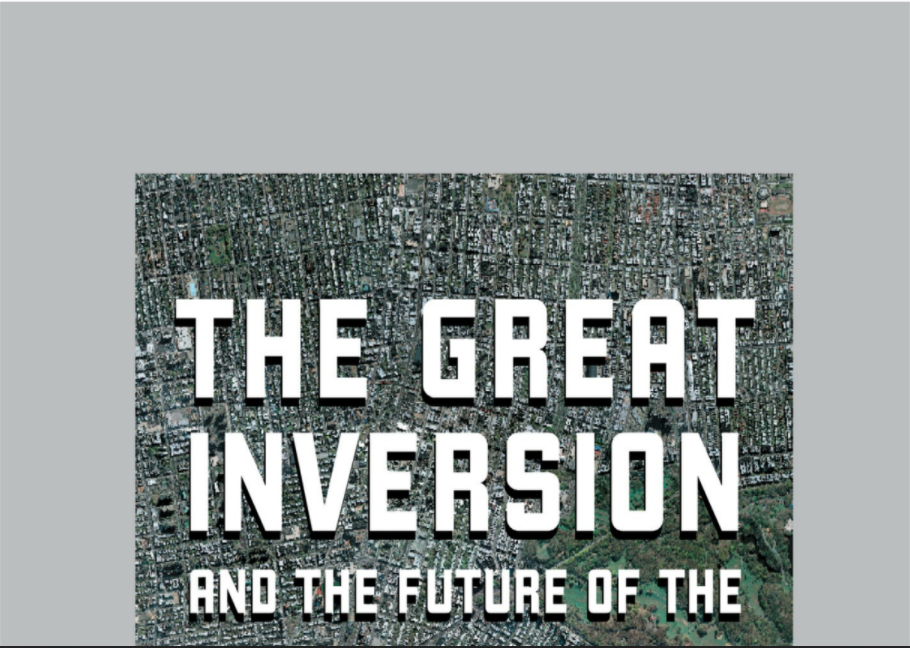 THE GREAT
INVERSION
AND THE FUTURE OF THE